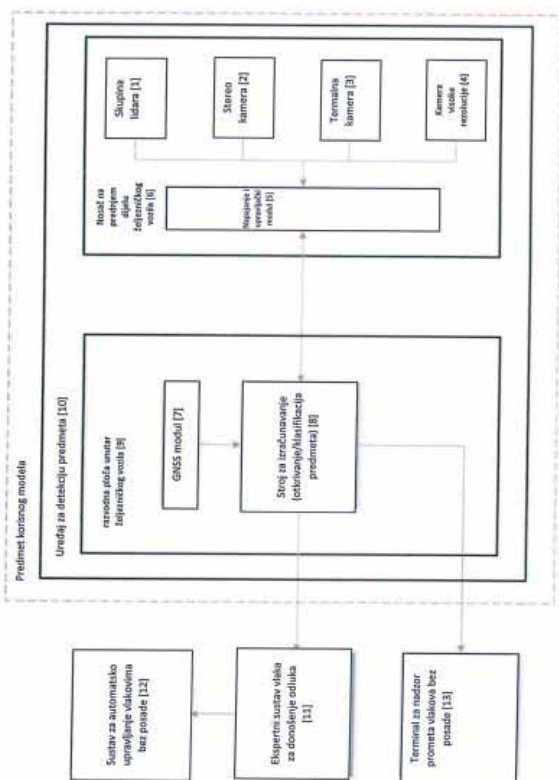 Predmet korisnog modela
Uređaj za detekciju predmeta [10]
razvodna ploča unutar
željezničkog vozila [9]
GNSS modul [7]
Stroj za izračunavanje
(otkrivanje/klasifikacija
predmeta) [8]
Nosač na
prednjem
dijelu
željezničkog
vozila [6]
Napajanje i
upravljački
modul [5]
Skupina
lidara [1]
Stereo
kamera [2]
Termalna
kamera [3]
Kamera
visoke
rezolucije [4]
Sustav za automatsko
upravljanje vlakovima
bez posade [12]
Ekspertni sustav vlaka
za donošenje odluka
[11]
Terminal za nadzor
prometa vlakova bez
posade [13]